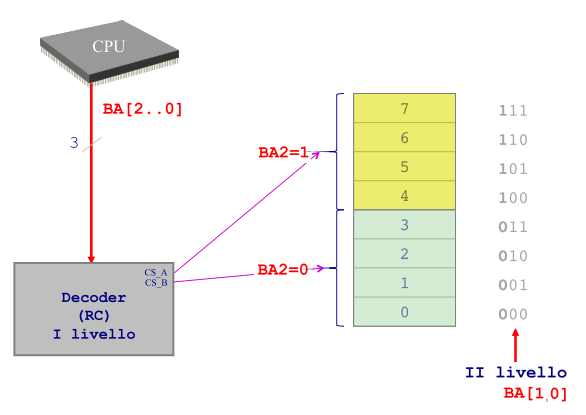 CPU
BA[2..0]
3
BA2=1
7 111
6 110
5 101
4 100
BA2=0
3 011
2 010
1 001
0 000
CS_A
CS_B
Decoder
(RC)
I livello
II livello
BA[1,0]